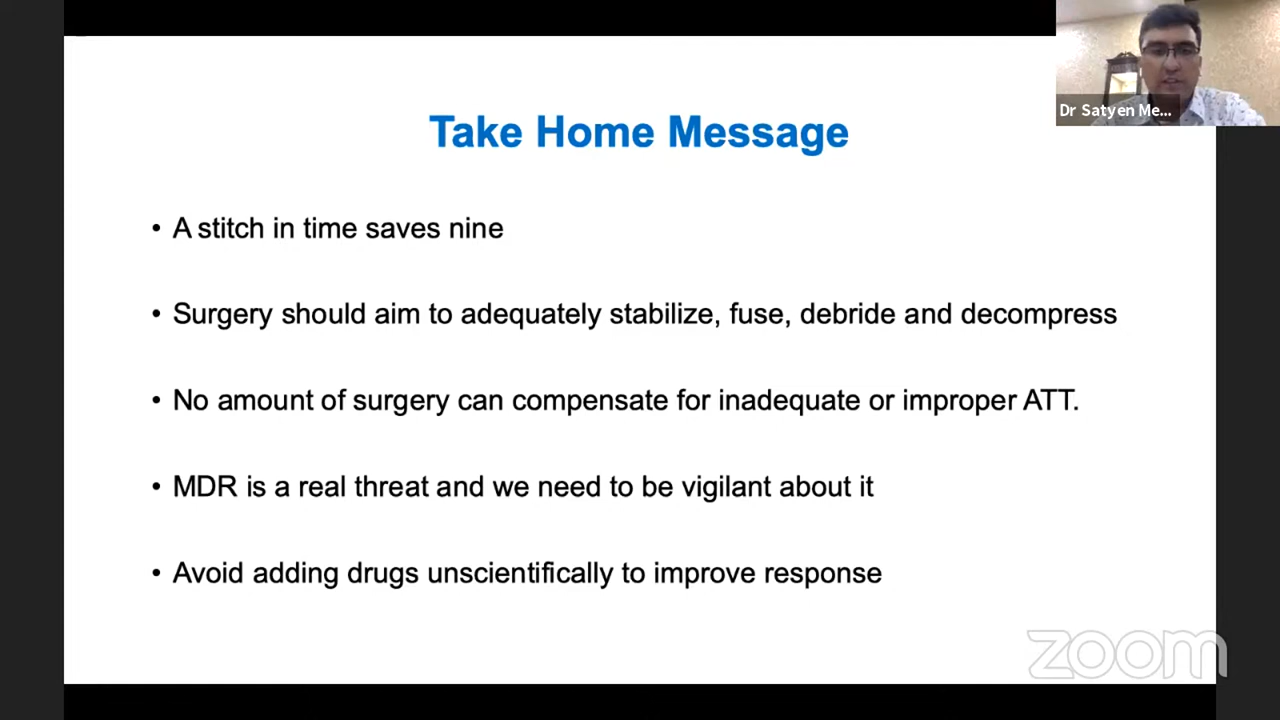 Dr Satyen Me...
Take Home Message
• A stitch in time saves nine
• Surgery should aim to adequately stabilize, fuse, debride and decompress
• No amount of surgery can compensate for inadequate or improper ATT.
• MDR is a real threat and we need to be vigilant about it
• Avoid adding drugs unscientifically to improve response
zoom